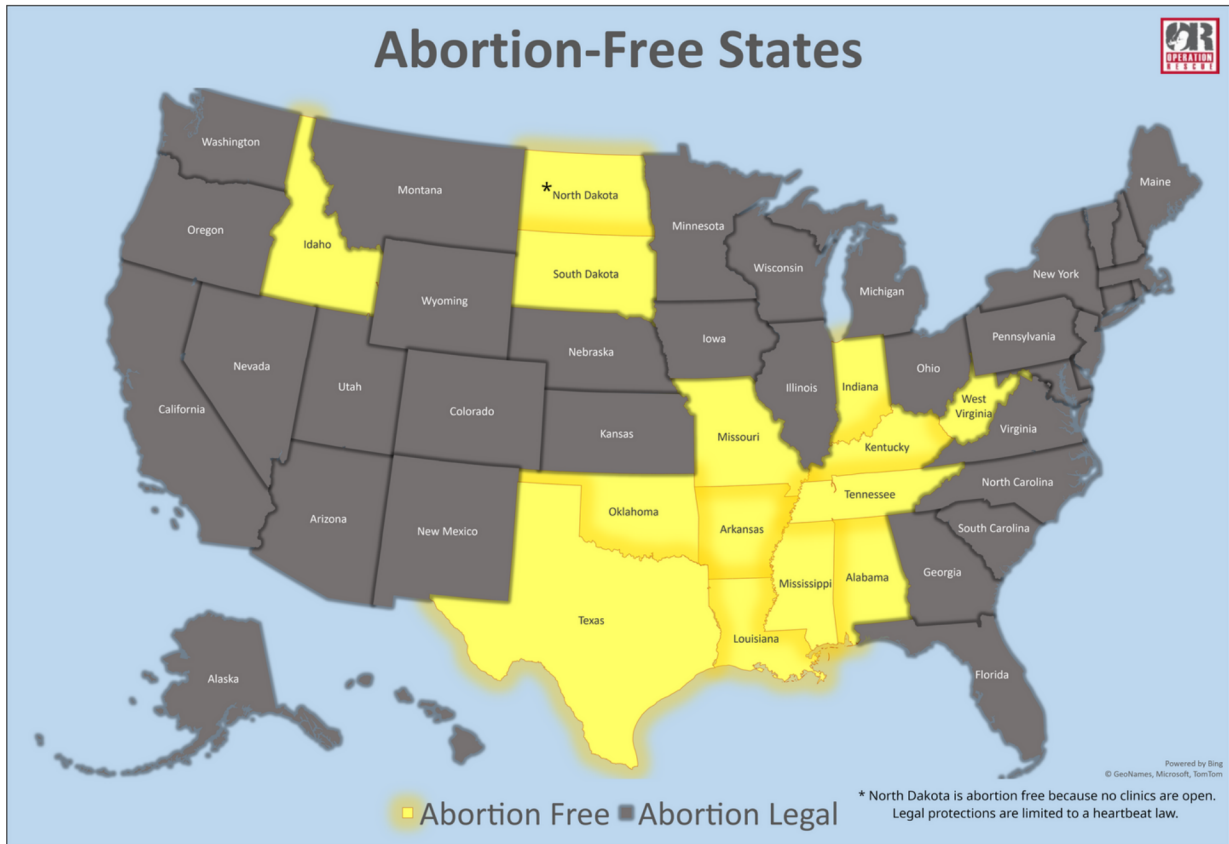 Abortion-Free States
OR
OPERATION
RESCUE
Washington
Montana
* North Dakota
Minnesota
Maine
Oregon
Idaho
South Dakota
Wisconsin
New York
Wyoming
Michigan
Iowa
Pennsylvania
Nebraska
Nevada
Ohio
Utah
Illinois
Indiana
West
Virginia
California
Colorado
Kansas
Missouri
Virginia
Kentucky
North Carolina
Tennessee
Oklahoma
Arkansas
Arizona
New Mexico
South Carolina
Mississippi
Alabama
Georgia
Texas
Louisiana
Alaska
Florida
Powered by Bing
© GeoNames, Microsoft, TomTom
Abortion Free
Abortion Legal
* North Dakota is abortion free because no clinics are open.
Legal protections are limited to a heartbeat law.